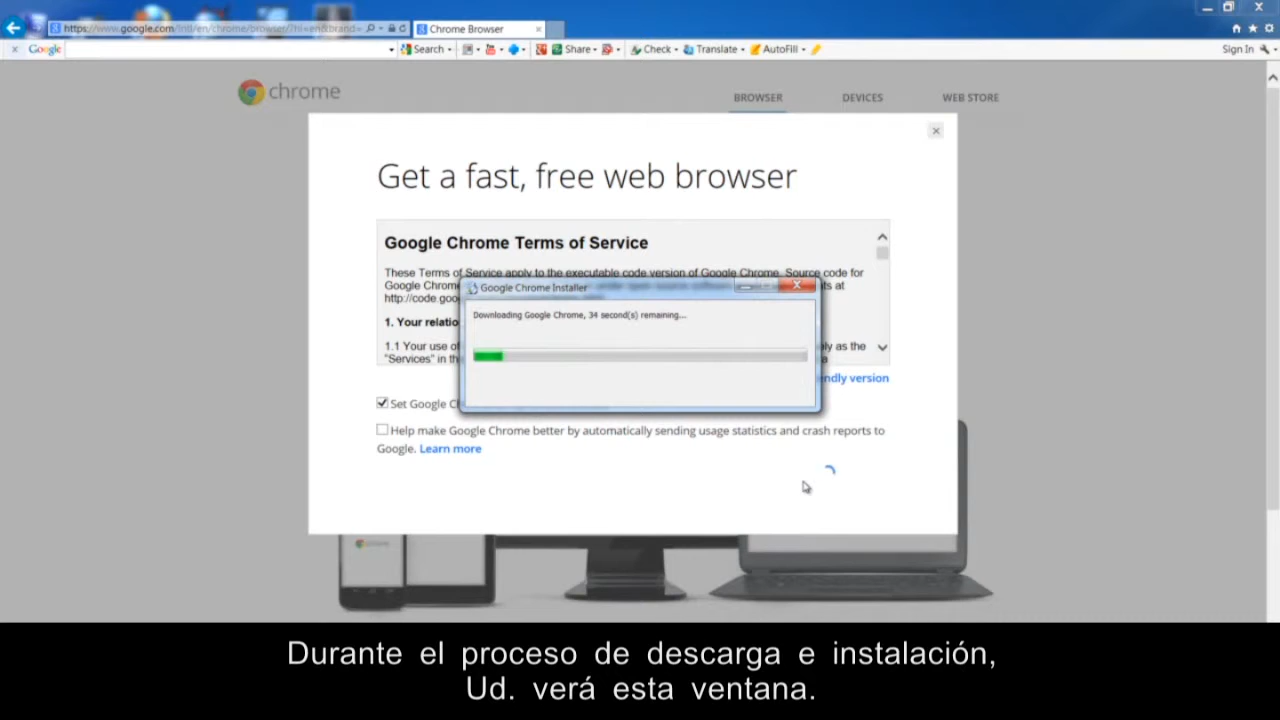 Chrome Browser
Google Search Share Check Translate AutoFill Sign In
chrome BROWSER DEVICES WEB STORE
Get a fast, free web browser
Google Chrome Terms of Service
These Terms of Service apply to the executable code version of Google Chrome. Source code for
Google Chrome
http://code.goo
Google Chrome Installer
Downloading Google Chrome, 34 second(s) remaining...
1. Your relatio
1.1 Your use of ply as the
"Services" in th
ndly version
Set Google C
Help make Google Chrome better by automatically sending usage statistics and crash reports to
Google. Learn more
Durante el proceso de descarga e instalación,
Ud. verá esta ventana.